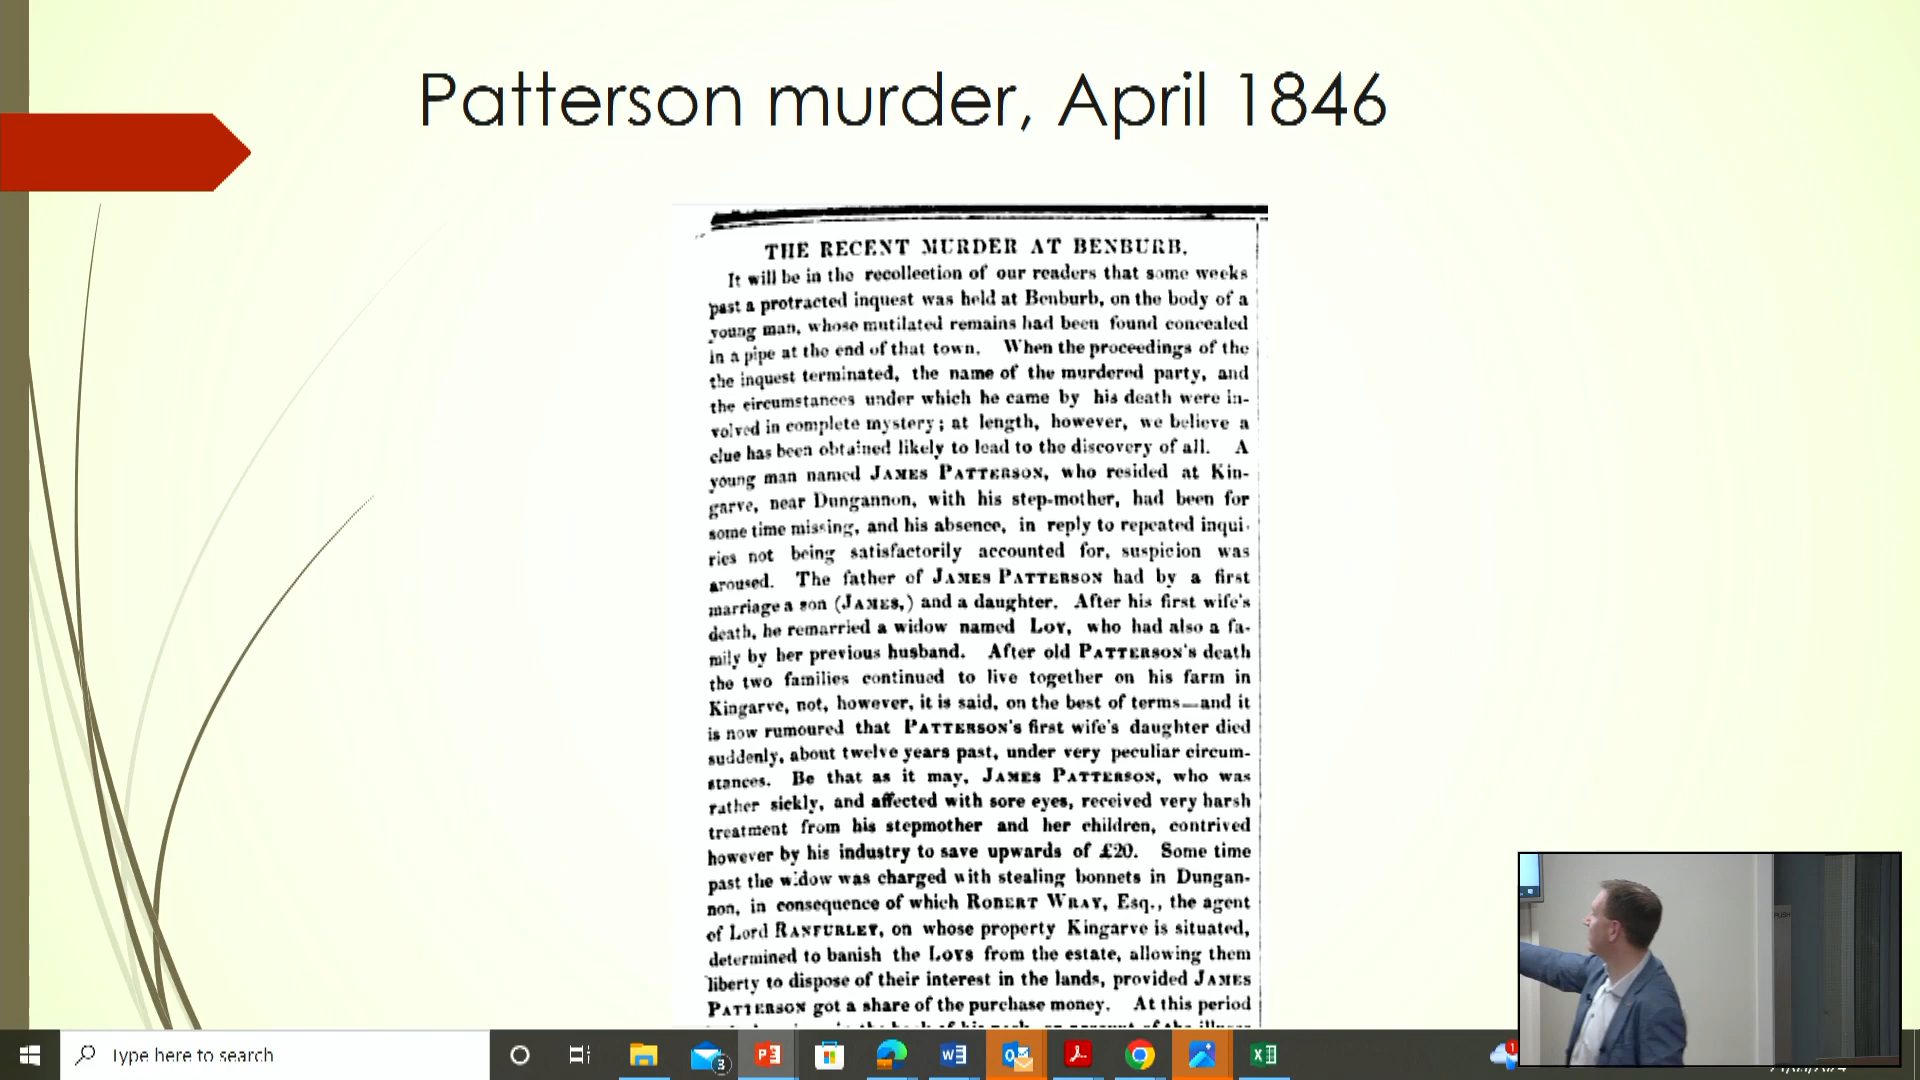 Patterson murder, April 1846
THE RECENT MURDER AT BENBURB.
It will be in the recollection of our readers that some weeks
past a protracted inquest was held at Benburb, on the body of a
young man, whose mutilated remains had been found concealed
in a pipe at the end of that town. When the proceedings of the
the inquest terminated, the name of the murdered party, and
the circumstances under which he came by his death were in-
volved in complete mystery; at length, however, we believe a
clue has been obtained likely to lead to the discovery of all. A
young man named JAMES PATTERSON, who resided at Kin-
garve, near Dungannon, with his step-mother, had been for
some time missing, and his absence, in reply to repeated inqui-
ries not being satisfactorily accounted for, suspicion was
aroused. The father of JAMES PATTERSON had by a first
marriage a son (JAMES,) and a daughter. After his first wife's
death, he remarried a widow named LOY, who had also a fa-
mily by her previous husband. After old PATTERSON'S death
the two families continued to live together on his farm in
Kingarve, not, however, it is said, on the best of terms—and it
is now rumoured that PATTERSON'S first wife's daughter died
suddenly, about twelve years past, under very peculiar circum-
stances. Be that as it may, JAMES PATTERSON, who was
rather sickly, and affected with sore eyes, received very harsh
treatment from his stepmother and her children, contrived
however by his industry to save upwards of £20. Some time
past the widow was charged with stealing bonnets in Dungan-
non, in consequence of which ROBERT WRAY, Esq., the agent
of Lord RANFURLEY, on whose property Kingarve is situated,
determined to banish the LOYS from the estate, allowing them
liberty to dispose of their interest in the lands, provided JAMES
PATTERSON got a share of the purchase money. At this period
PUSH
Type here to search
3
1